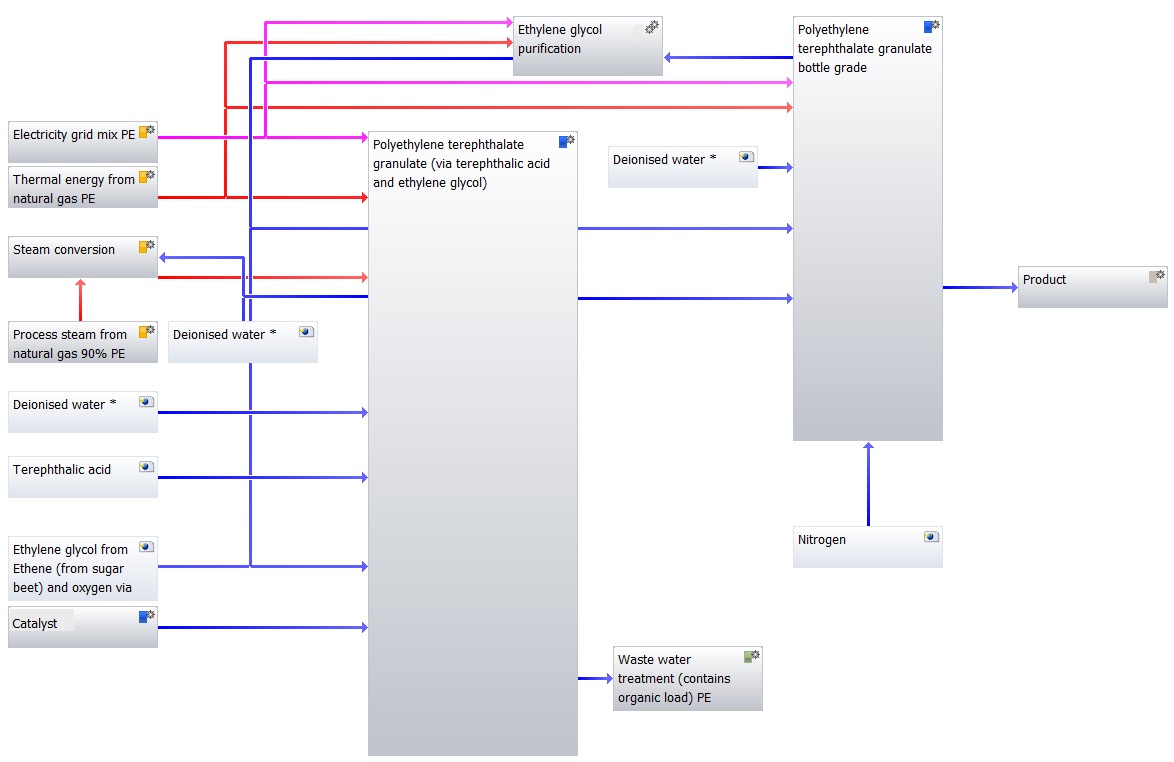 Ethylene glycol
purification
Polyethylene
terephthalate granulate
bottle grade
Electricity grid mix PE
Thermal energy from
natural gas PE
Polyethylene terephthalate
granulate (via terephthalic acid
and ethylene glycol)
Deionised water *
Steam conversion
Product
Process steam from
natural gas 90% PE
Deionised water *
Deionised water *
Terephthalic acid
Ethylene glycol from
Ethene (from sugar
beet) and oxygen via
Nitrogen
Catalyst
Waste water
treatment (contains
organic load) PE